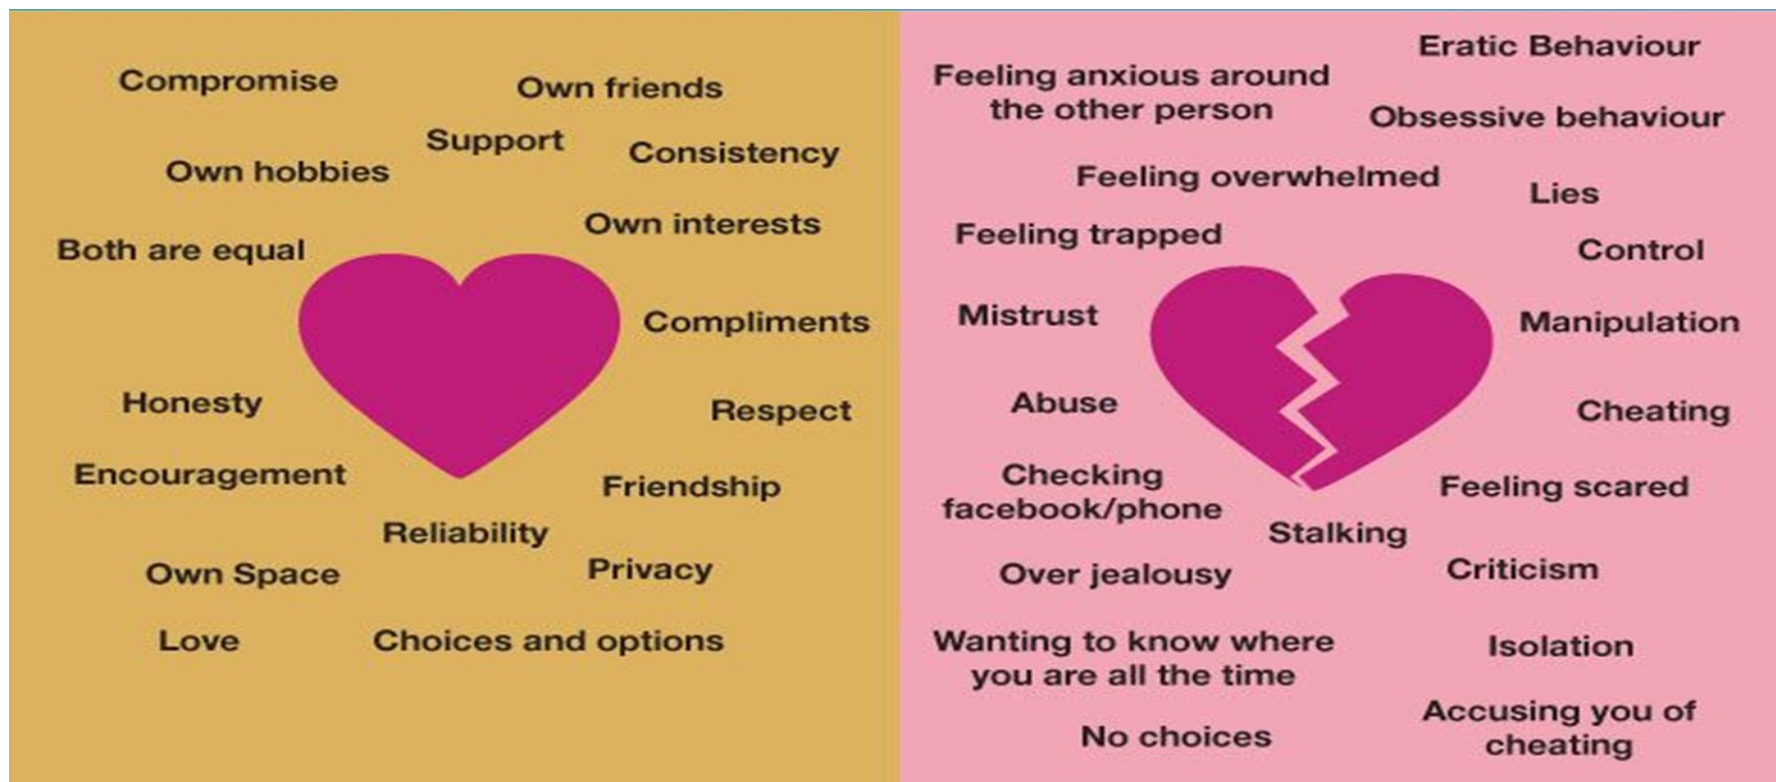 Compromise
Own friends
Support
Consistency
Own hobbies
Own interests
Both are equal
Compliments
Honesty
Respect
Encouragement
Friendship
Reliability
Privacy
Own Space
Love
Choices and options
Eratic Behaviour
Feeling anxious around
the other person
Obsessive behaviour
Feeling overwhelmed
Lies
Feeling trapped
Control
Mistrust
Manipulation
Abuse
Cheating
Checking
facebook/phone
Feeling scared
Stalking
Over jealousy
Criticism
Wanting to know where
you are all the time
Isolation
No choices
Accusing you of
cheating